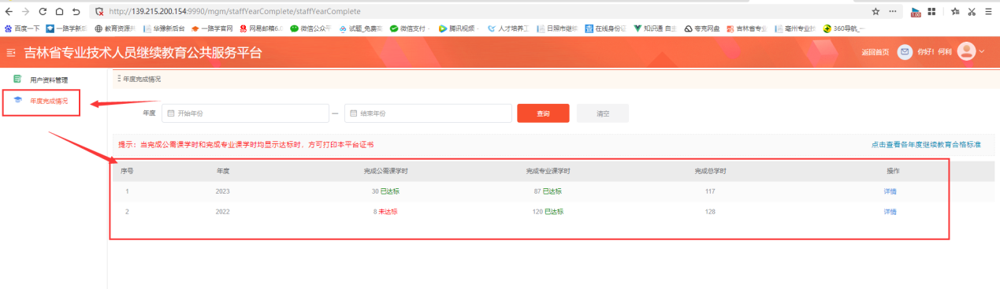 http://139.215.200.154:9990/mgm/staffYearComplete/staffYearComplete
130
百度一下 一路学新后 教育资源共 华豫新后台 一路学官网 网易邮箱6.0 微信公众平 试题_免费高 微信支付 - 腾讯视频 - 人才培养工 日照市继续 在线身份证 知识通 自主 夸克网盘 吉林省专业 亳州专业技 360导航_一
吉林省专业技术人员继续教育公共服务平台
返回首页 你好! 何利
用户资料管理
年度完成情况
年度完成情况
年度 开始年份 — 结束年份 查询 清空
提示：当完成公需课学时和完成专业课学时均显示达标时，方可打印本平台证书
点击查看各年度继续教育合格标准
序号 年度 完成公需课学时 完成专业课学时 完成总学时 操作
1 2023 30 已达标 87 已达标 117 详情
2 2022 8 未达标 120 已达标 128 详情